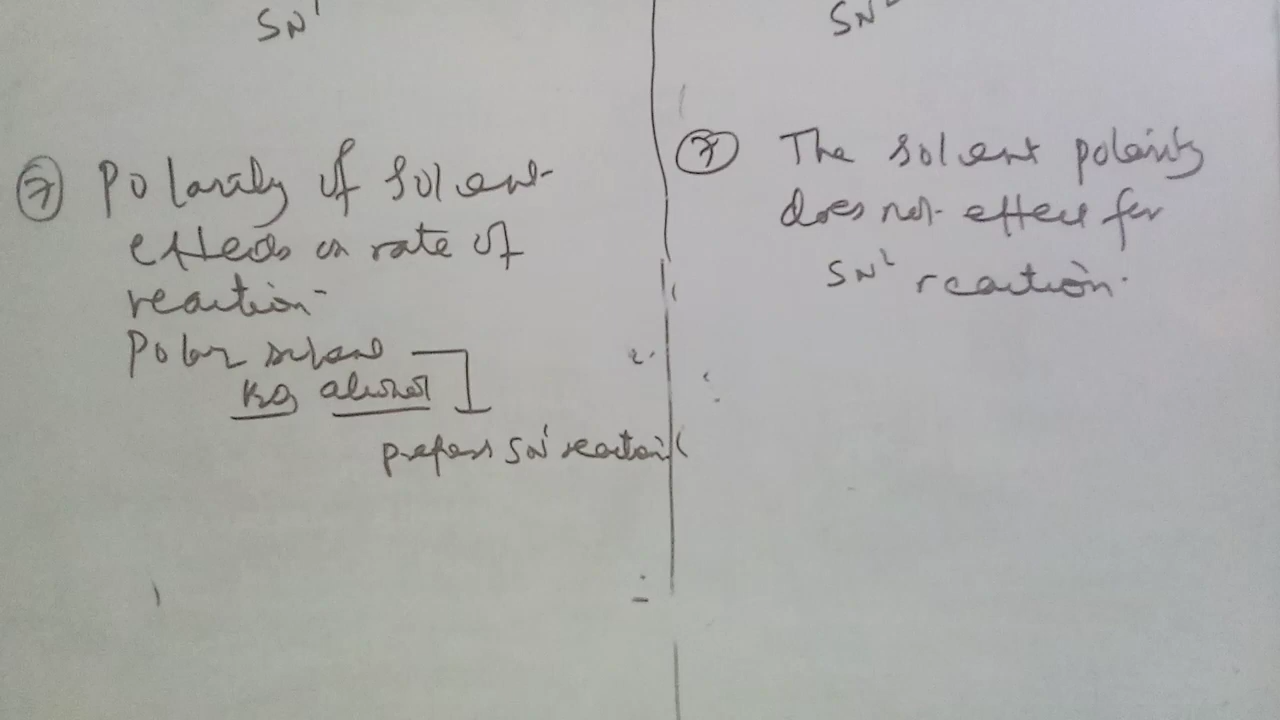 SN¹
⑦ Polarity of Solvent
effects on rate of
reaction
Polar solvent
Eg alcohol
prefers SN¹ reaction
SN²
⑦ The solvent polarity
does not effect for
SN² reaction.